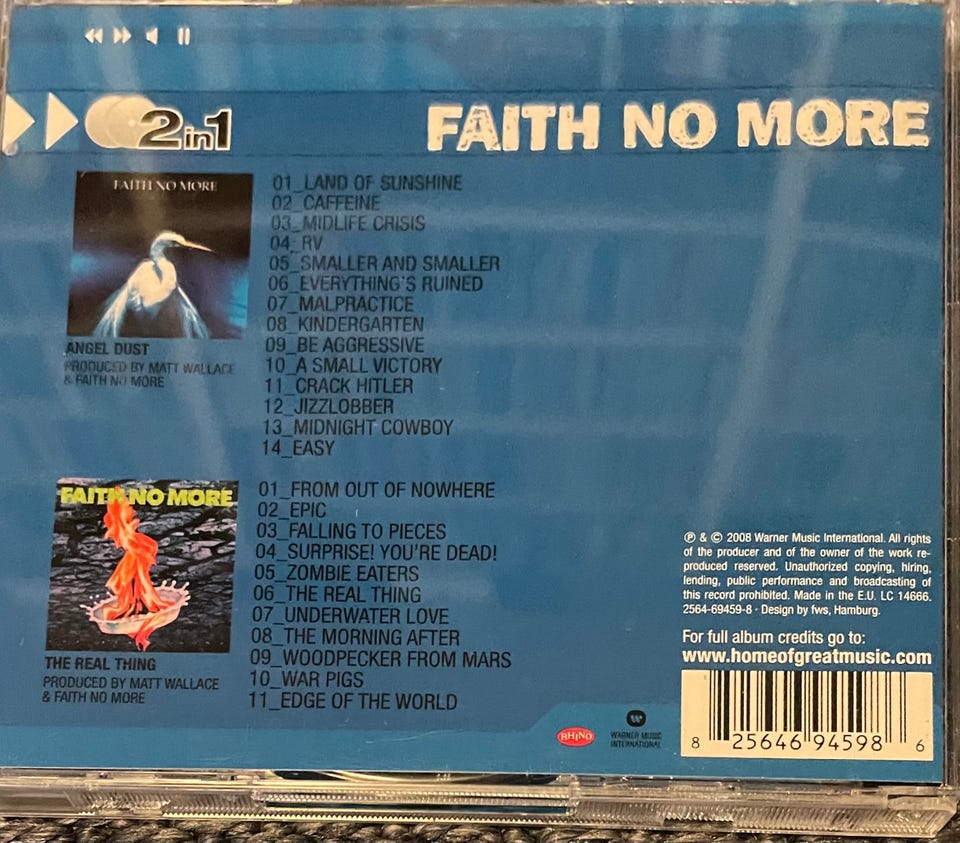 2in1
FAITH NO MORE
FAITH NO MORE
01_LAND OF SUNSHINE
02_CAFFEINE
03_MIDLIFE CRISIS
04_RV
05_SMALLER AND SMALLER
06_EVERYTHING'S RUINED
07_MALPRACTICE
08_KINDERGARTEN
09_BE AGGRESSIVE
10_A SMALL VICTORY
11_CRACK HITLER
12_JIZZLOBBER
13_MIDNIGHT COWBOY
14_EASY
ANGEL DUST
PRODUCED BY MATT WALLACE
& FAITH NO MORE
FAITH NO MORE
01_FROM OUT OF NOWHERE
02_EPIC
03_FALLING TO PIECES
04_SURPRISE! YOU'RE DEAD!
05_ZOMBIE EATERS
06_THE REAL THING
07_UNDERWATER LOVE
08_THE MORNING AFTER
09_WOODPECKER FROM MARS
10_WAR PIGS
11_EDGE OF THE WORLD
THE REAL THING
PRODUCED BY MATT WALLACE
& FAITH NO MORE
℗ & © 2008 Warner Music International. All rights
of the producer and of the owner of the work re-
produced reserved. Unauthorized copying, hiring,
lending, public performance and broadcasting of
this record prohibited. Made in the E.U. LC 14666.
2564-69459-8 · Design by fws, Hamburg.
For full album credits go to:
www.homeofgreatmusic.com
RHINO
WARNER MUSIC
INTERNATIONAL
8 25646 94598 6